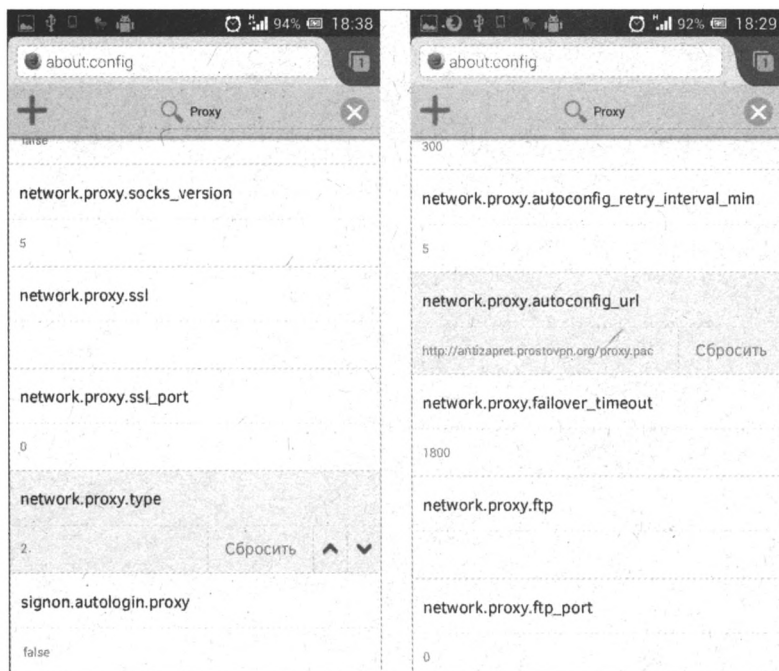 94% 18:38
about:config
1
Proxy
false
network.proxy.socks_version
5
network.proxy.ssl
network.proxy.ssl_port
0
network.proxy.type
2.
Сбросить
signon.autologin.proxy
false
H 92% 18:29
about:config
1
Proxy
300
network.proxy.autoconfig_retry_interval_min
5
network.proxy.autoconfig_url
http://antizapret.prostovpn.org/proxy.pac Сбросить
network.proxy.failover_timeout
1800
network.proxy.ftp
network.proxy.ftp_port
0